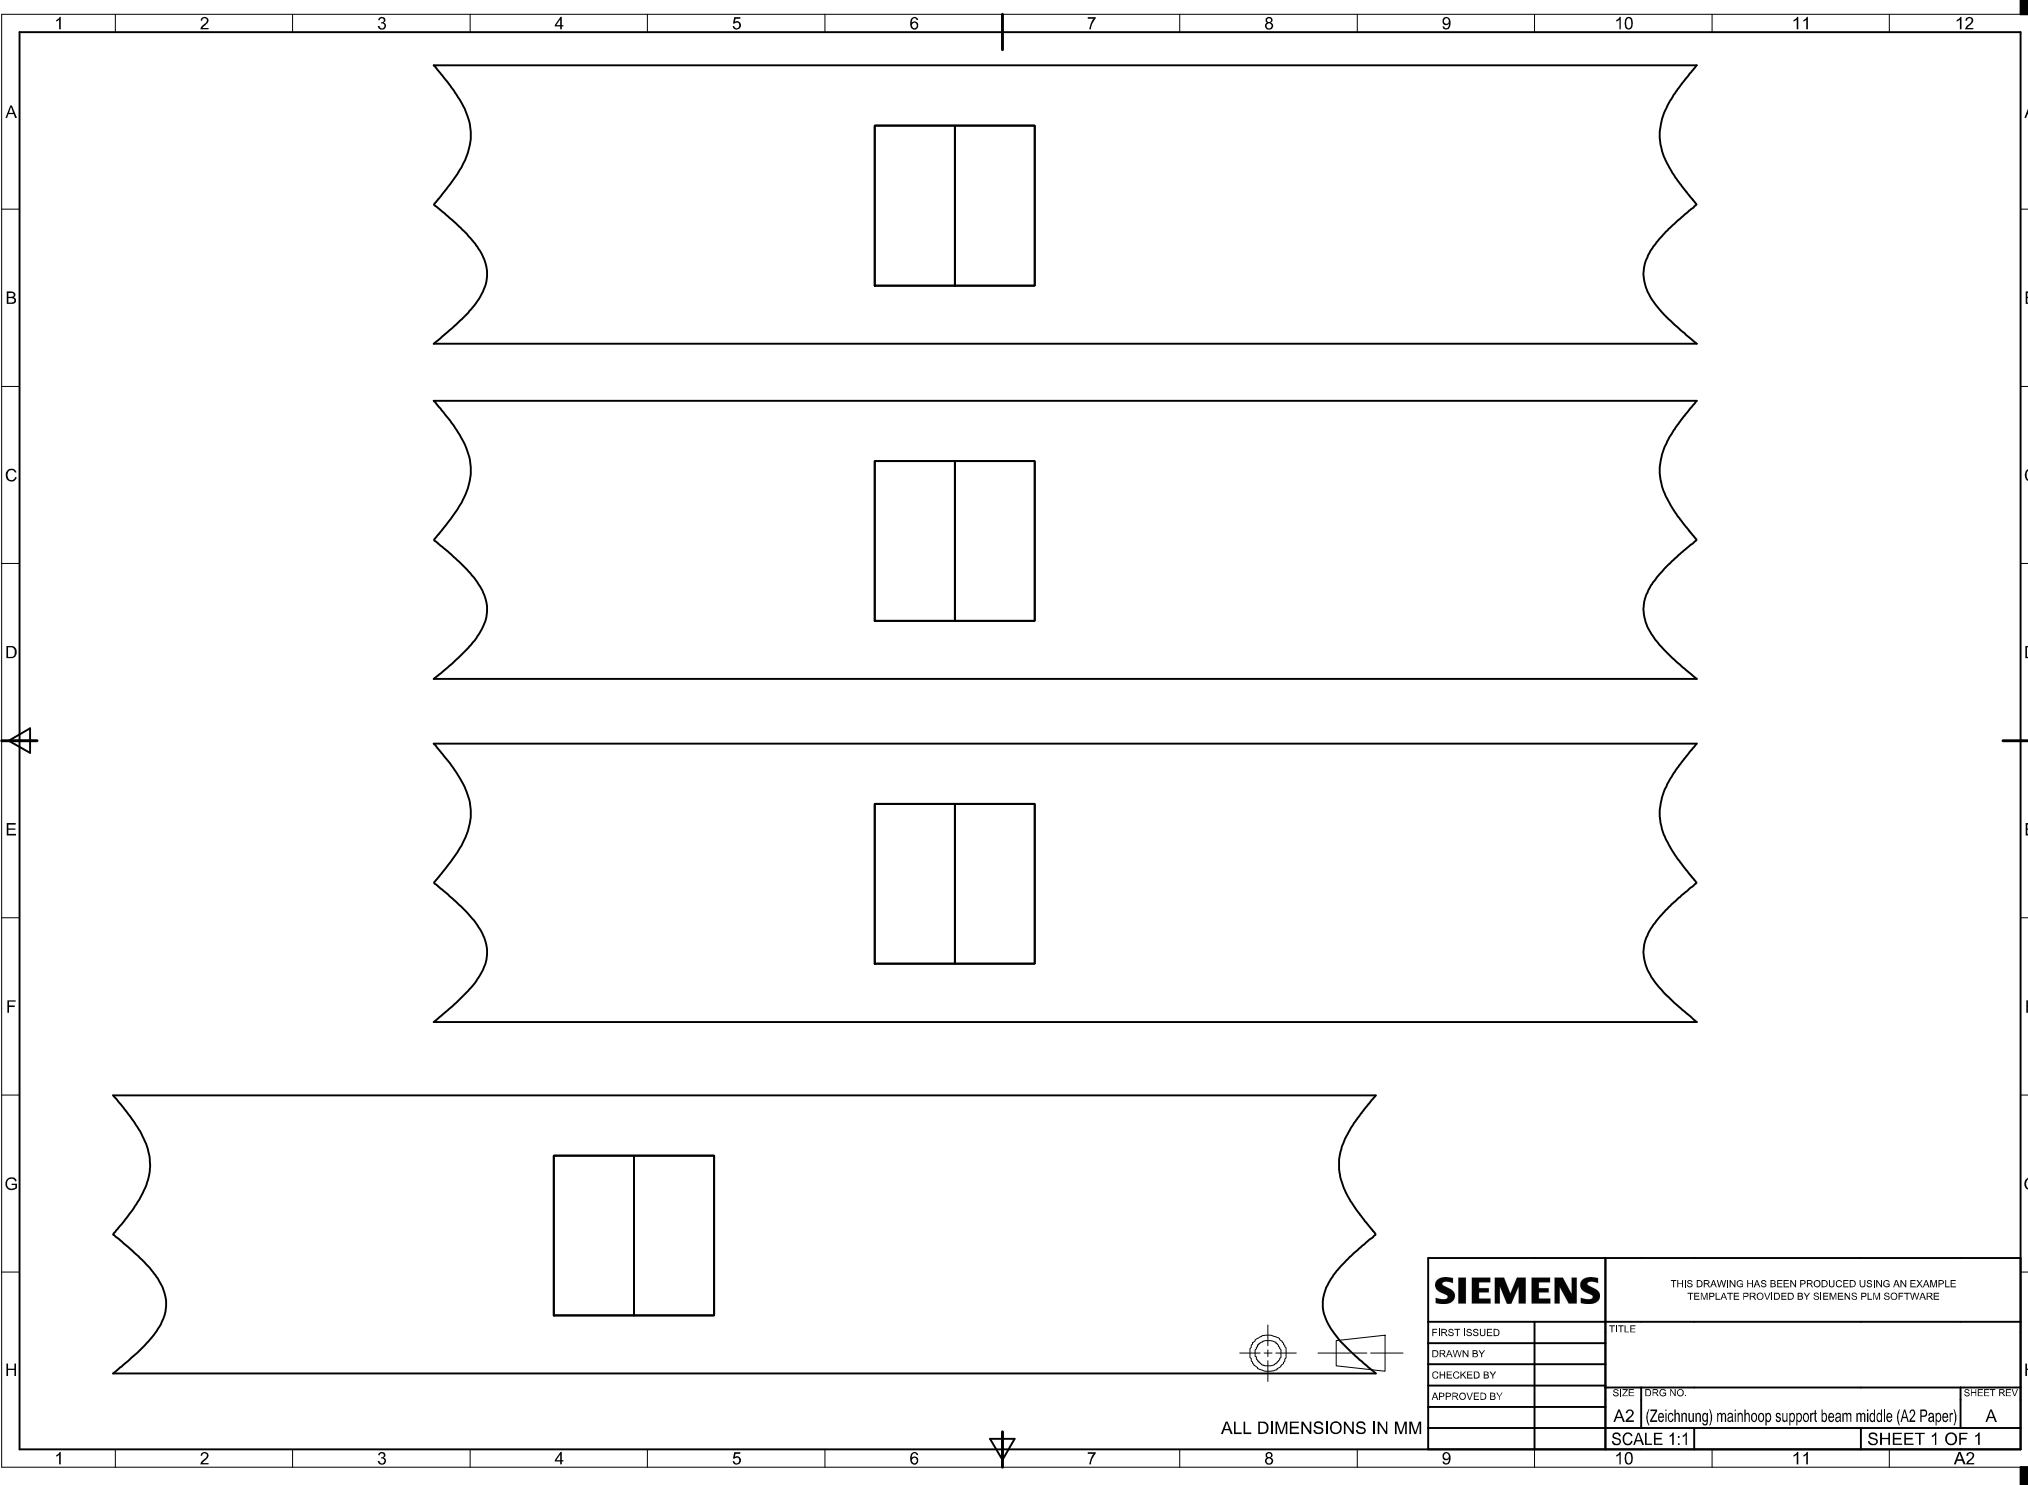 1 2 3 4 5 6 7 8 9 10 11 12
A
B
C
D
E
F
G
H
A
B
C
D
E
F
G
H
SIEMENS
THIS DRAWING HAS BEEN PRODUCED USING AN EXAMPLE
TEMPLATE PROVIDED BY SIEMENS PLM SOFTWARE
FIRST ISSUED
DRAWN BY
CHECKED BY
APPROVED BY
TITLE
SIZE DRG NO. SHEET REV
A2 (Zeichnung) mainhoop support beam middle (A2 Paper) A
SCALE 1:1 SHEET 1 OF 1
ALL DIMENSIONS IN MM
1 2 3 4 5 6 7 8 9 10 11 A2